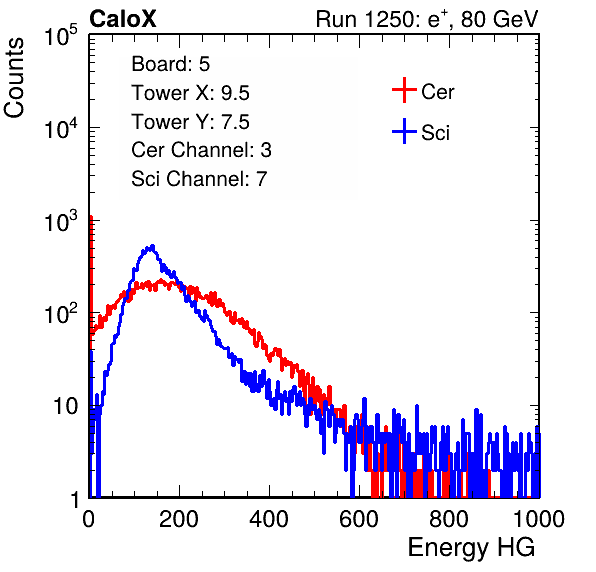 CaloX Run 1250: e⁺, 80 GeV
Counts
Board: 5
Tower X: 9.5
Tower Y: 7.5
Cer Channel: 3
Sci Channel: 7
Cer
Sci
10⁵
10⁴
10³
10²
10
1
0 200 400 600 800 1000
Energy HG